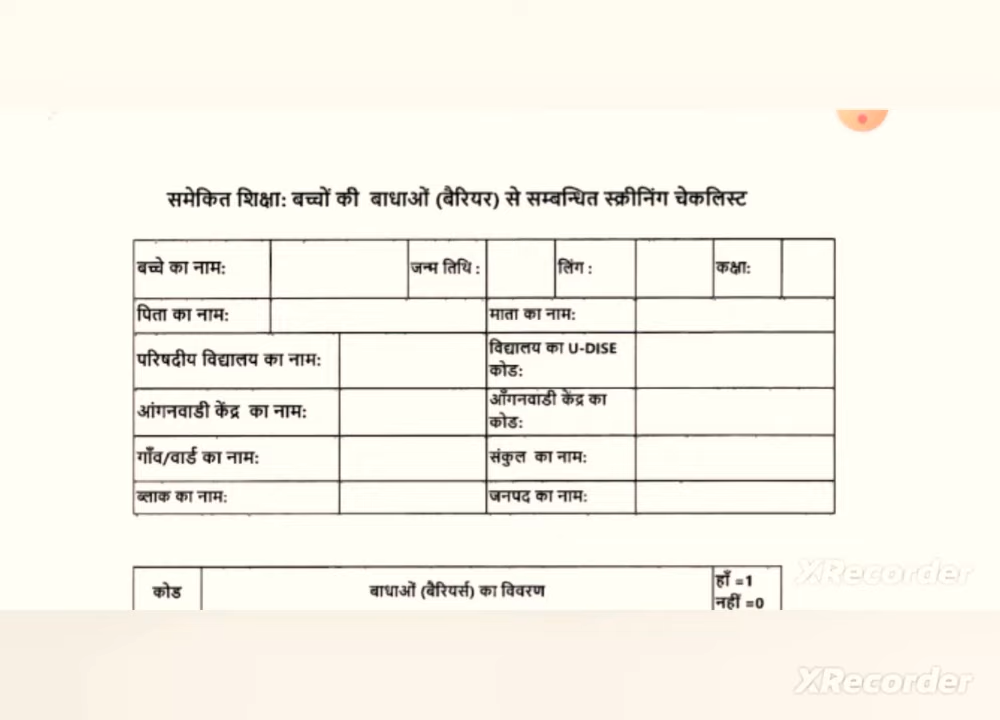 समेकित शिक्षा: बच्चों की बाधाओं (बैरियर) से सम्बन्धित स्क्रीनिंग चेकलिस्ट
बच्चे का नाम: जन्म तिथि : लिंग : कक्षा:
पिता का नाम: माता का नाम:
परिषदीय विद्यालय का नाम: विद्यालय का U-DISE
कोड:
आंगनवाडी केंद्र का नाम: आँगनवाडी केंद्र का
कोड:
गाँव/वार्ड का नाम: संकुल का नाम:
ब्लाक का नाम: जनपद का नाम:
कोड बाधाओं (बैरियर्स) का विवरण हाँ =1
नहीं =0
XRecorder
XRecorder